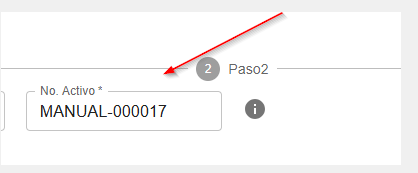 2 Paso2
No. Activo *
MANUAL-000017